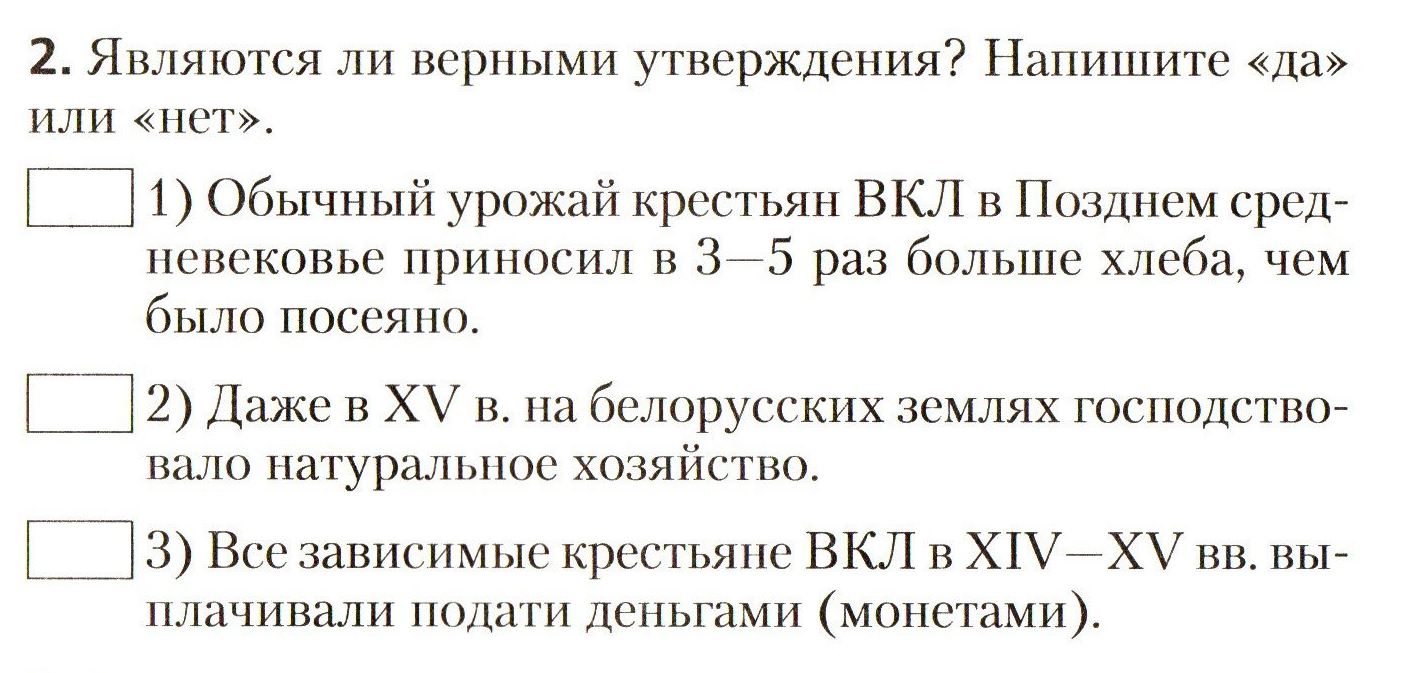 2. Являются ли верными утверждения? Напишите «да»
или «нет».
1) Обычный урожай крестьян ВКЛ в Позднем сред-
невековье приносил в 3—5 раз больше хлеба, чем
было посеяно.
2) Даже в XV в. на белорусских землях господство-
вало натуральное хозяйство.
3) Все зависимые крестьяне ВКЛ в XIV—XV вв. вы-
плачивали подати деньгами (монетами).